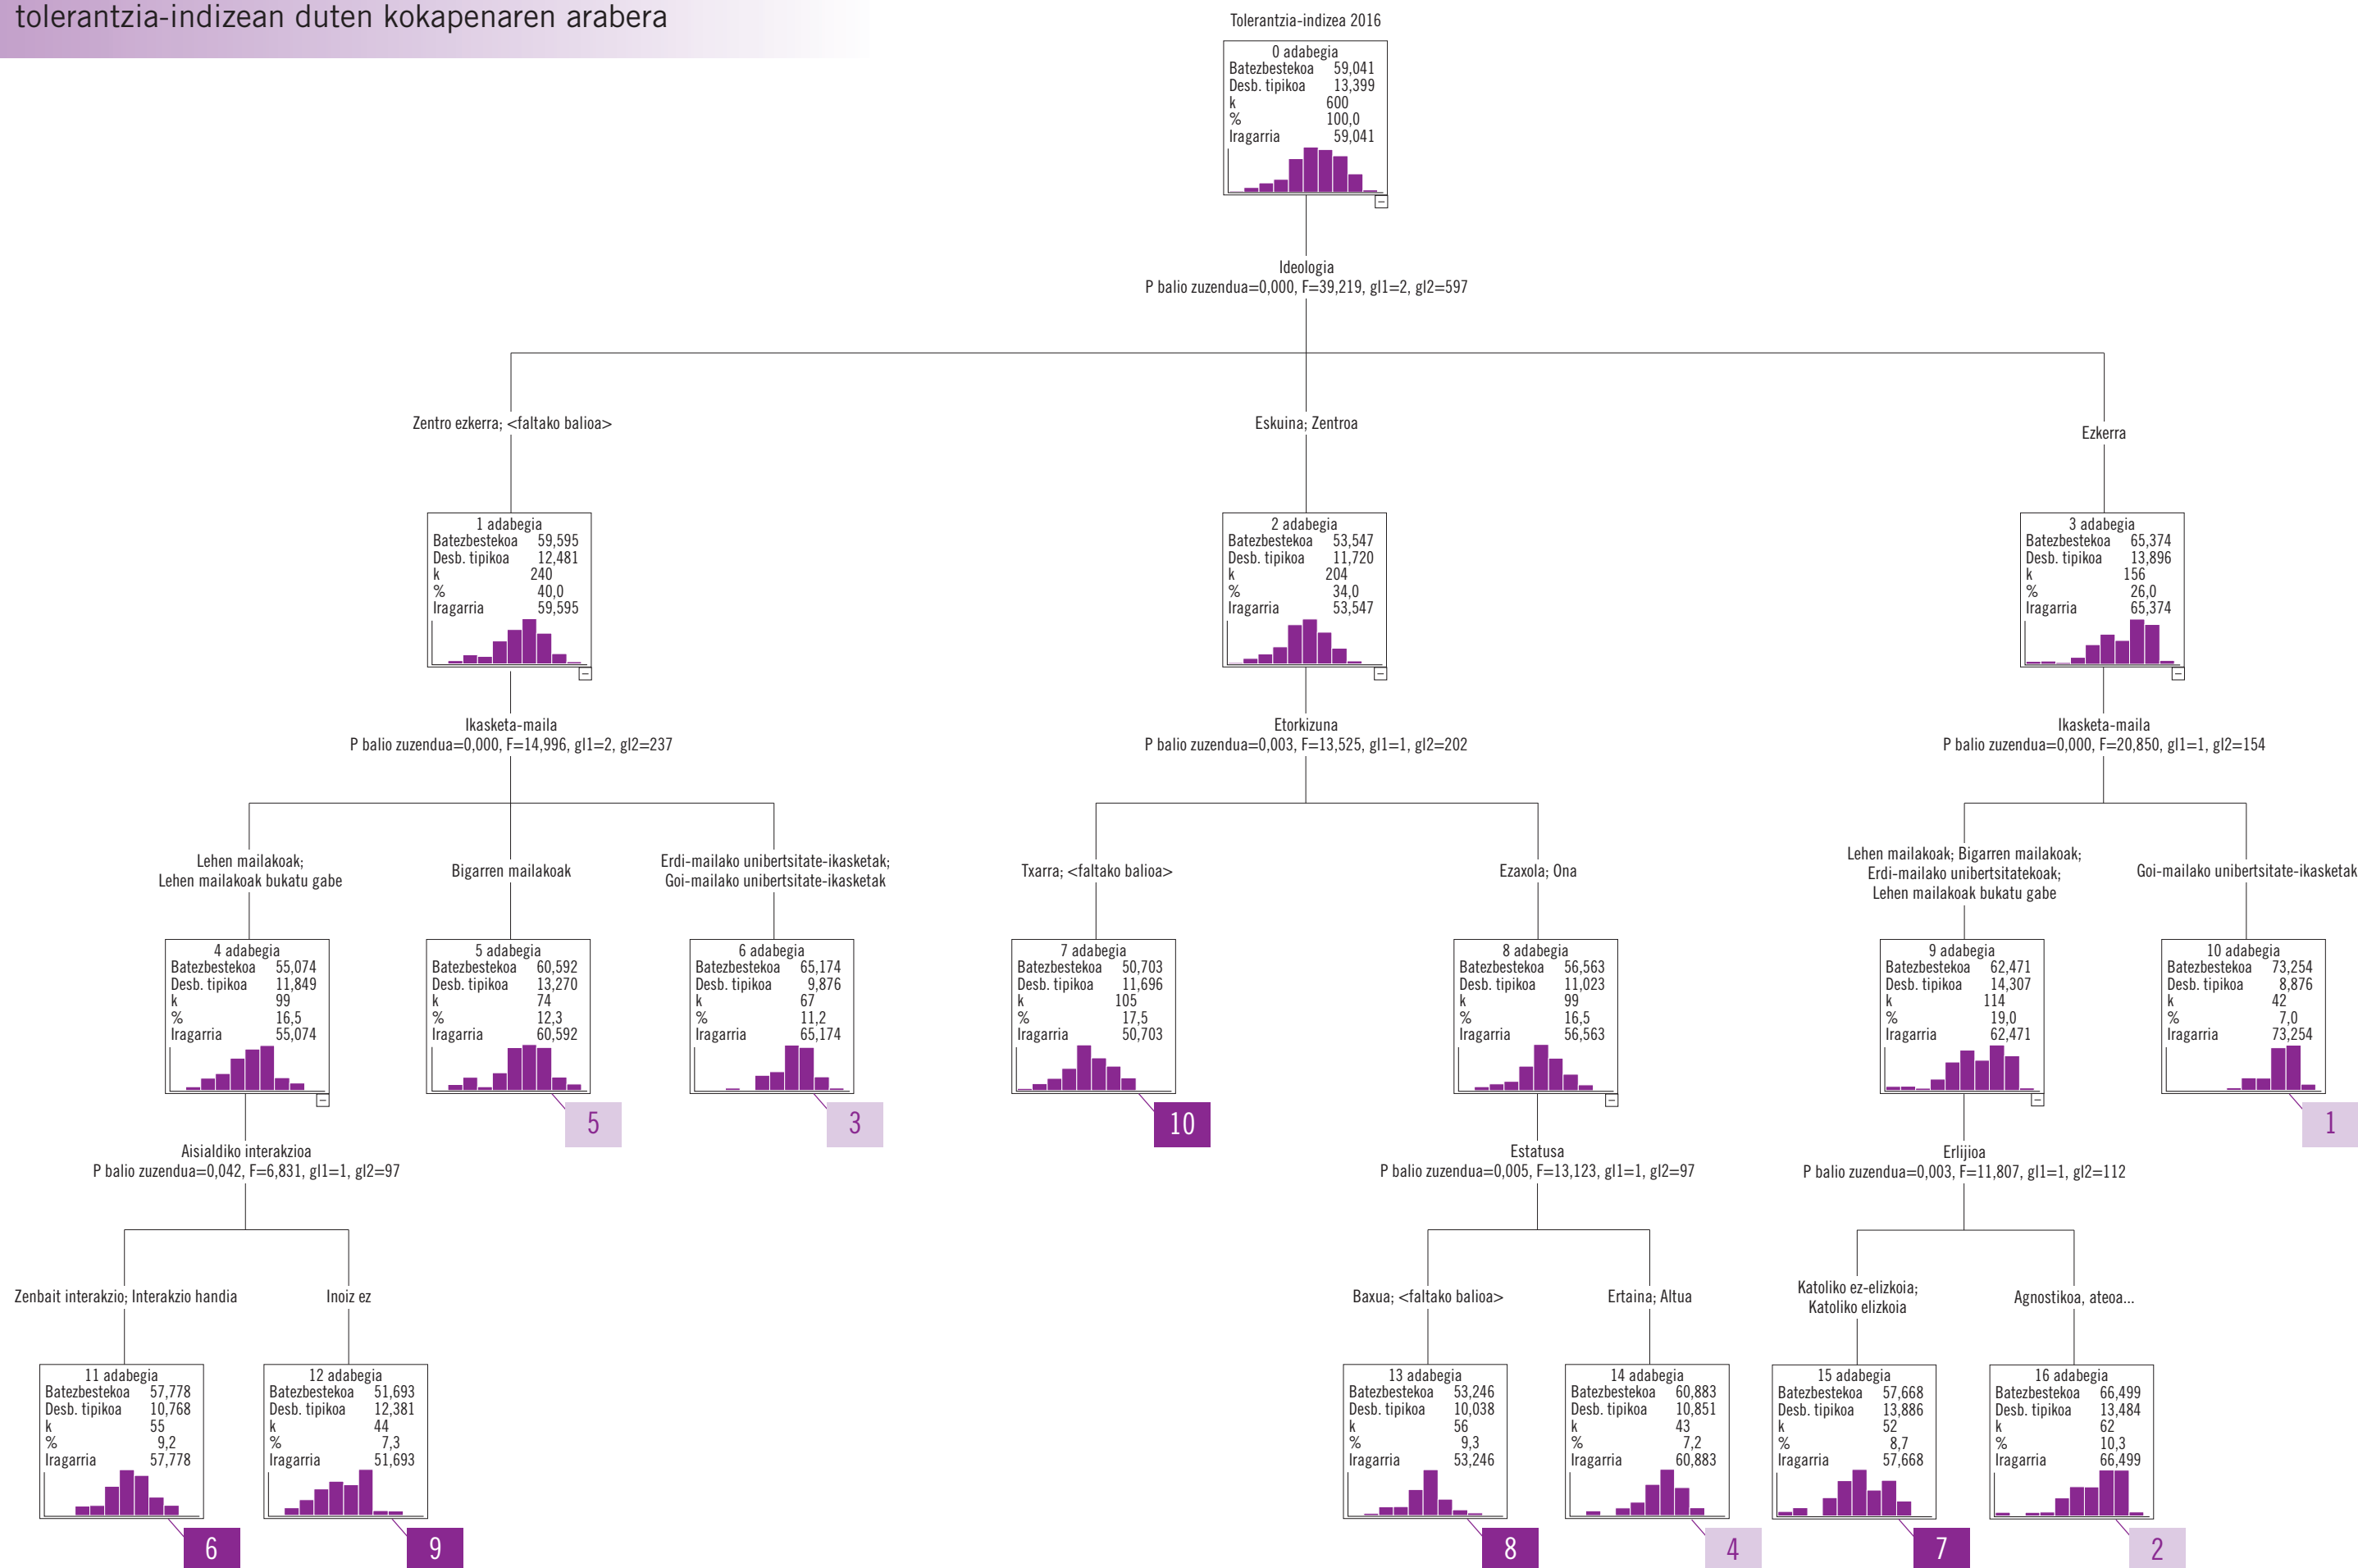 tolerantzia-indizean duten kokapenaren arabera
Tolerantzia-indizea 2016
0 adabegia
Batezbestekoa 59,041
Desb. tipikoa 13,399
k 600
% 100,0
Iragarria 59,041
Ideologia
P balio zuzendua=0,000, F=39,219, gl1=2, gl2=597
Zentro ezkerra; <faltako balioa>
Eskuina; Zentroa
Ezkerra
1 adabegia
Batezbestekoa 59,595
Desb. tipikoa 12,481
k 240
% 40,0
Iragarria 59,595
2 adabegia
Batezbestekoa 53,547
Desb. tipikoa 11,720
k 204
% 34,0
Iragarria 53,547
3 adabegia
Batezbestekoa 65,374
Desb. tipikoa 13,896
k 156
% 26,0
Iragarria 65,374
Ikasketa-maila
P balio zuzendua=0,000, F=14,996, gl1=2, gl2=237
Etorkizuna
P balio zuzendua=0,003, F=13,525, gl1=1, gl2=202
Ikasketa-maila
P balio zuzendua=0,000, F=20,850, gl1=1, gl2=154
Lehen mailakoak;
Lehen mailakoak bukatu gabe
Bigarren mailakoak
Erdi-mailako unibertsitate-ikasketak;
Goi-mailako unibertsitate-ikasketak
Txarra; <faltako balioa>
Ezaxola; Ona
Lehen mailakoak; Bigarren mailakoak;
Erdi-mailako unibertsitatekoak;
Lehen mailakoak bukatu gabe
Goi-mailako unibertsitate-ikasketak
4 adabegia
Batezbestekoa 55,074
Desb. tipikoa 11,849
k 99
% 16,5
Iragarria 55,074
5 adabegia
Batezbestekoa 60,592
Desb. tipikoa 13,270
k 74
% 12,3
Iragarria 60,592
5
6 adabegia
Batezbestekoa 65,174
Desb. tipikoa 9,876
k 67
% 11,2
Iragarria 65,174
3
7 adabegia
Batezbestekoa 50,703
Desb. tipikoa 11,696
k 105
% 17,5
Iragarria 50,703
10
8 adabegia
Batezbestekoa 56,563
Desb. tipikoa 11,023
k 99
% 16,5
Iragarria 56,563
9 adabegia
Batezbestekoa 62,471
Desb. tipikoa 14,307
k 114
% 19,0
Iragarria 62,471
10 adabegia
Batezbestekoa 73,254
Desb. tipikoa 8,876
k 42
% 7,0
Iragarria 73,254
1
Aisialdiko interakzioa
P balio zuzendua=0,042, F=6,831, gl1=1, gl2=97
Estatusa
P balio zuzendua=0,005, F=13,123, gl1=1, gl2=97
Erlijioa
P balio zuzendua=0,003, F=11,807, gl1=1, gl2=112
Zenbait interakzio; Interakzio handia
Inoiz ez
Baxua; <faltako balioa>
Ertaina; Altua
Katoliko ez-elizkoia;
Katoliko elizkoia
Agnostikoa, ateoa...
11 adabegia
Batezbestekoa 57,778
Desb. tipikoa 10,768
k 55
% 9,2
Iragarria 57,778
6
12 adabegia
Batezbestekoa 51,693
Desb. tipikoa 12,381
k 44
% 7,3
Iragarria 51,693
9
13 adabegia
Batezbestekoa 53,246
Desb. tipikoa 10,038
k 56
% 9,3
Iragarria 53,246
8
14 adabegia
Batezbestekoa 60,883
Desb. tipikoa 10,851
k 43
% 7,2
Iragarria 60,883
4
15 adabegia
Batezbestekoa 57,668
Desb. tipikoa 13,886
k 52
% 8,7
Iragarria 57,668
7
16 adabegia
Batezbestekoa 66,499
Desb. tipikoa 13,484
k 62
% 10,3
Iragarria 66,499
2